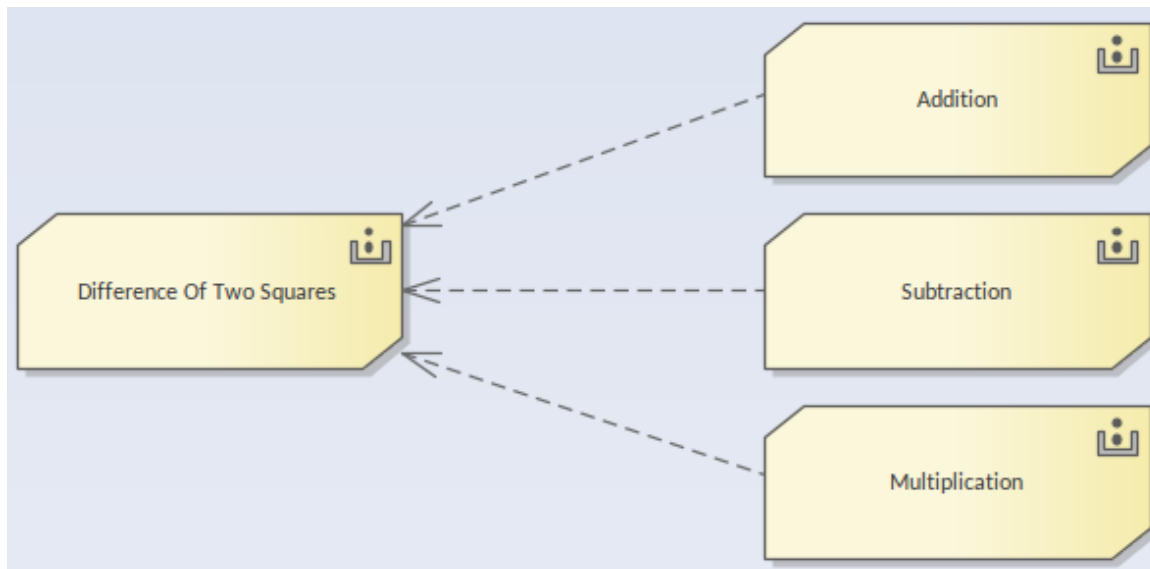 Addition
Difference Of Two Squares
Subtraction
Multiplication